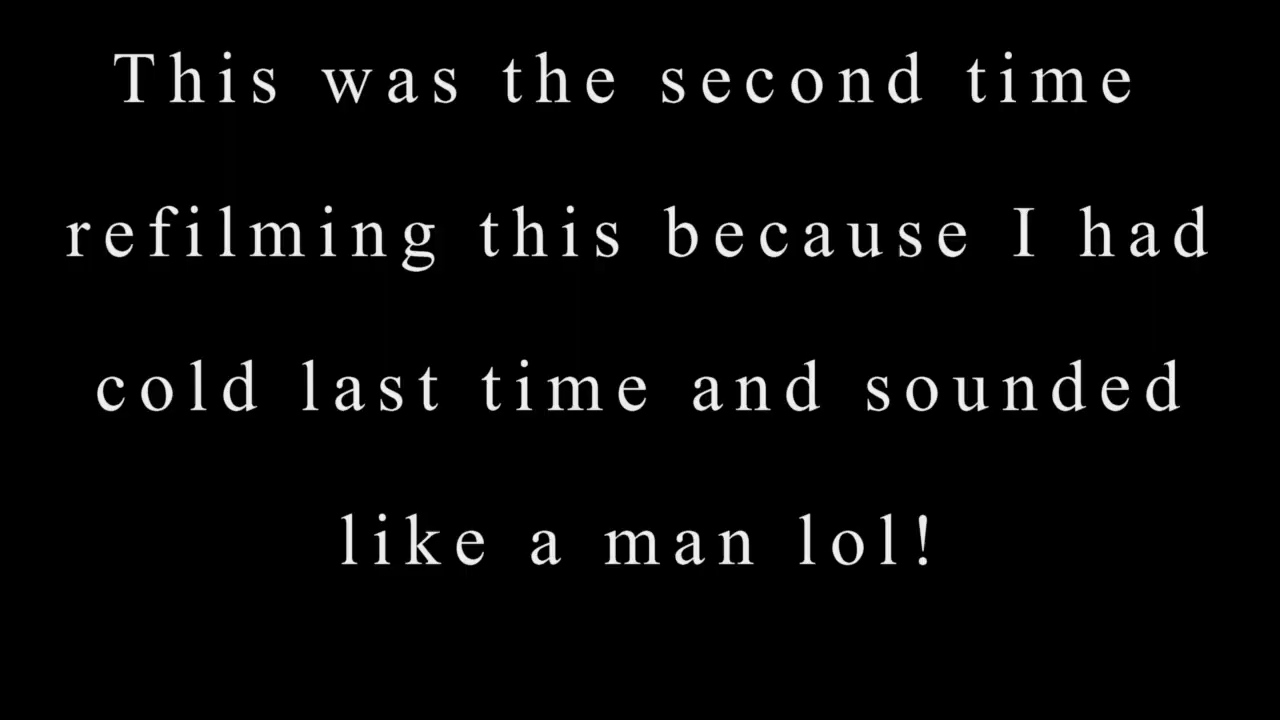 This was the second time
refilming this because I had
cold last time and sounded
like a man lol!